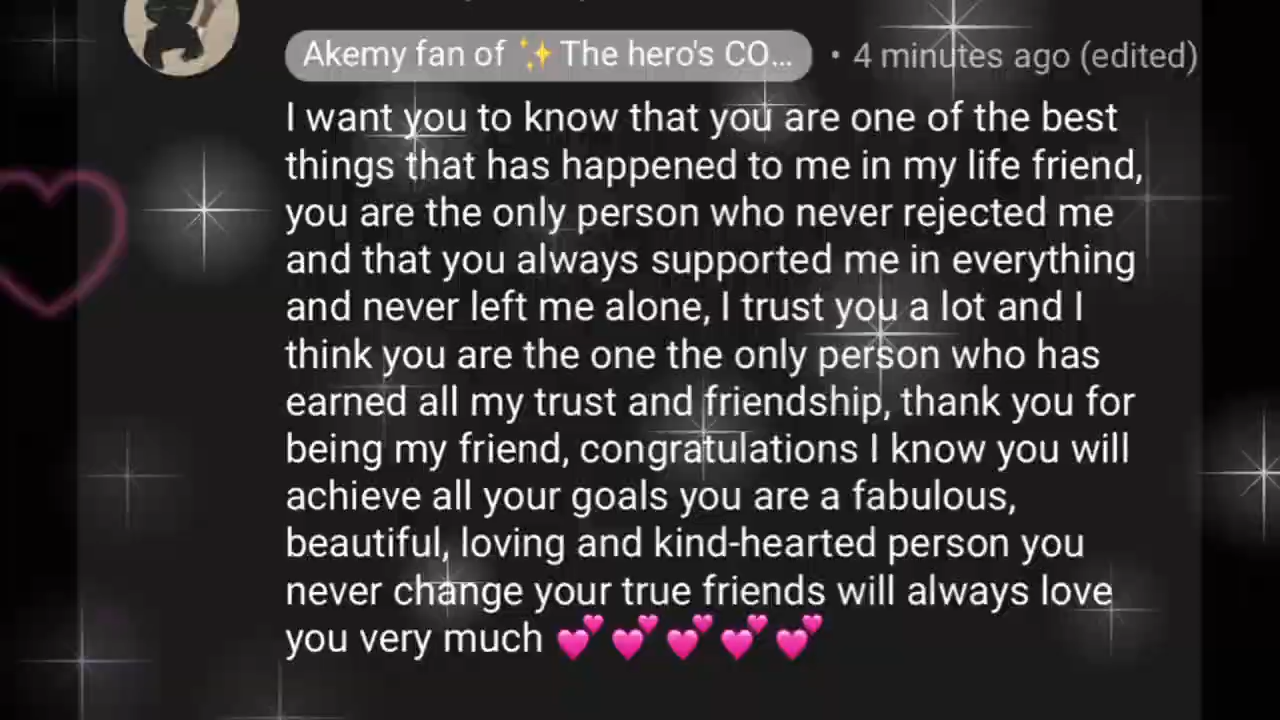 Akemy fan of ✨The hero's CO... • 4 minutes ago (edited)
I want you to know that you are one of the best
things that has happened to me in my life friend,
you are the only person who never rejected me
and that you always supported me in everything
and never left me alone, I trust you a lot and I
think you are the one the only person who has
earned all my trust and friendship, thank you for
being my friend, congratulations I know you will
achieve all your goals you are a fabulous,
beautiful, loving and kind-hearted person you
never change your true friends will always love
you very much 💕💕💕💕💕